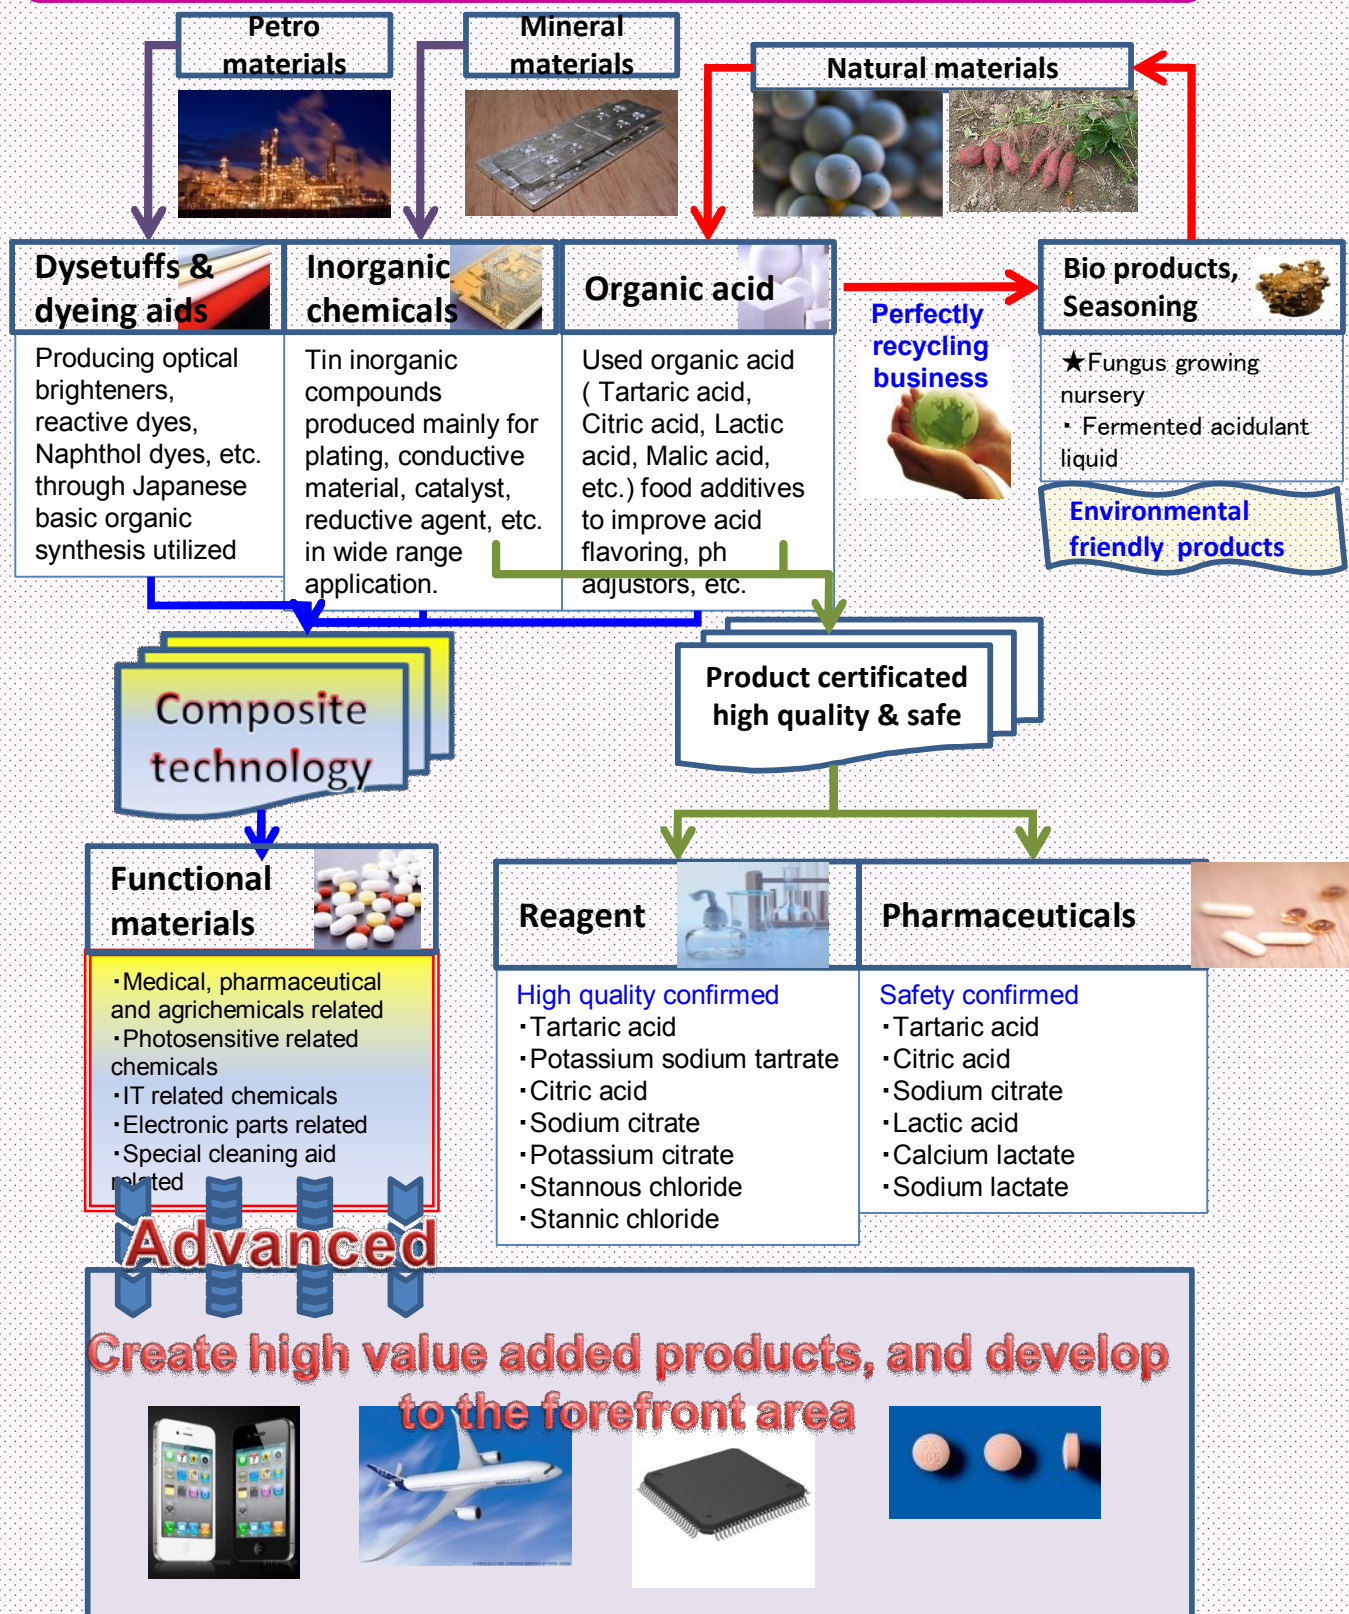 Petro
materials
Mineral
materials
Natural materials
Dysetuffs &
dyeing aids
Producing optical
brighteners,
reactive dyes,
Naphthol dyes, etc.
through Japanese
basic organic
synthesis utilized
Inorganic
chemicals
Tin inorganic
compounds
produced mainly for
plating, conductive
material, catalyst,
reductive agent, etc.
in wide range
application.
Organic acid
Used organic acid
( Tartaric acid,
Citric acid, Lactic
acid, Malic acid,
etc.) food additives
to improve acid
flavoring, ph
adjustors, etc.
Perfectly
recycling
business
Bio products,
Seasoning
★Fungus growing
nursery
・Fermented acidulant
liquid
Environmental
friendly products
Composite
technology
Product certificated
high quality & safe
Functional
materials
・Medical, pharmaceutical
and agrichemicals related
・Photosensitive related
chemicals
・IT related chemicals
・Electronic parts related
・Special cleaning aid
related
Reagent
High quality confirmed
・Tartaric acid
・Potassium sodium tartrate
・Citric acid
・Sodium citrate
・Potassium citrate
・Stannous chloride
・Stannic chloride
Pharmaceuticals
Safety confirmed
・Tartaric acid
・Citric acid
・Sodium citrate
・Lactic acid
・Calcium lactate
・Sodium lactate
Advanced
Create high value added products, and develop
to the forefront area